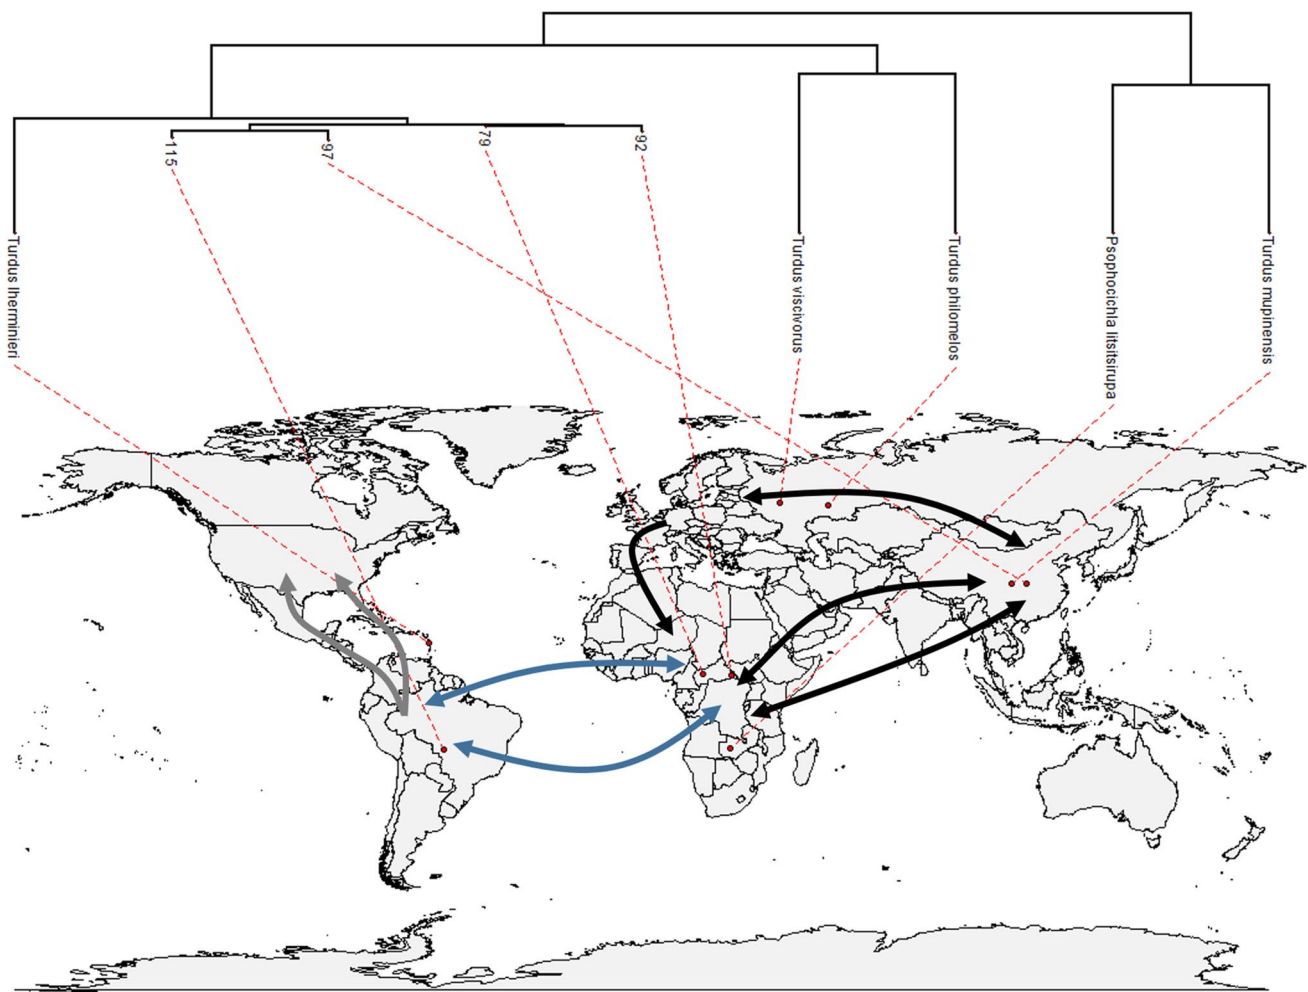 115
97
79
92
Turdus lherminieri
Turdus viscivorus
Turdus philomelos
Psophocichla litsitsirupa
Turdus mupinensis